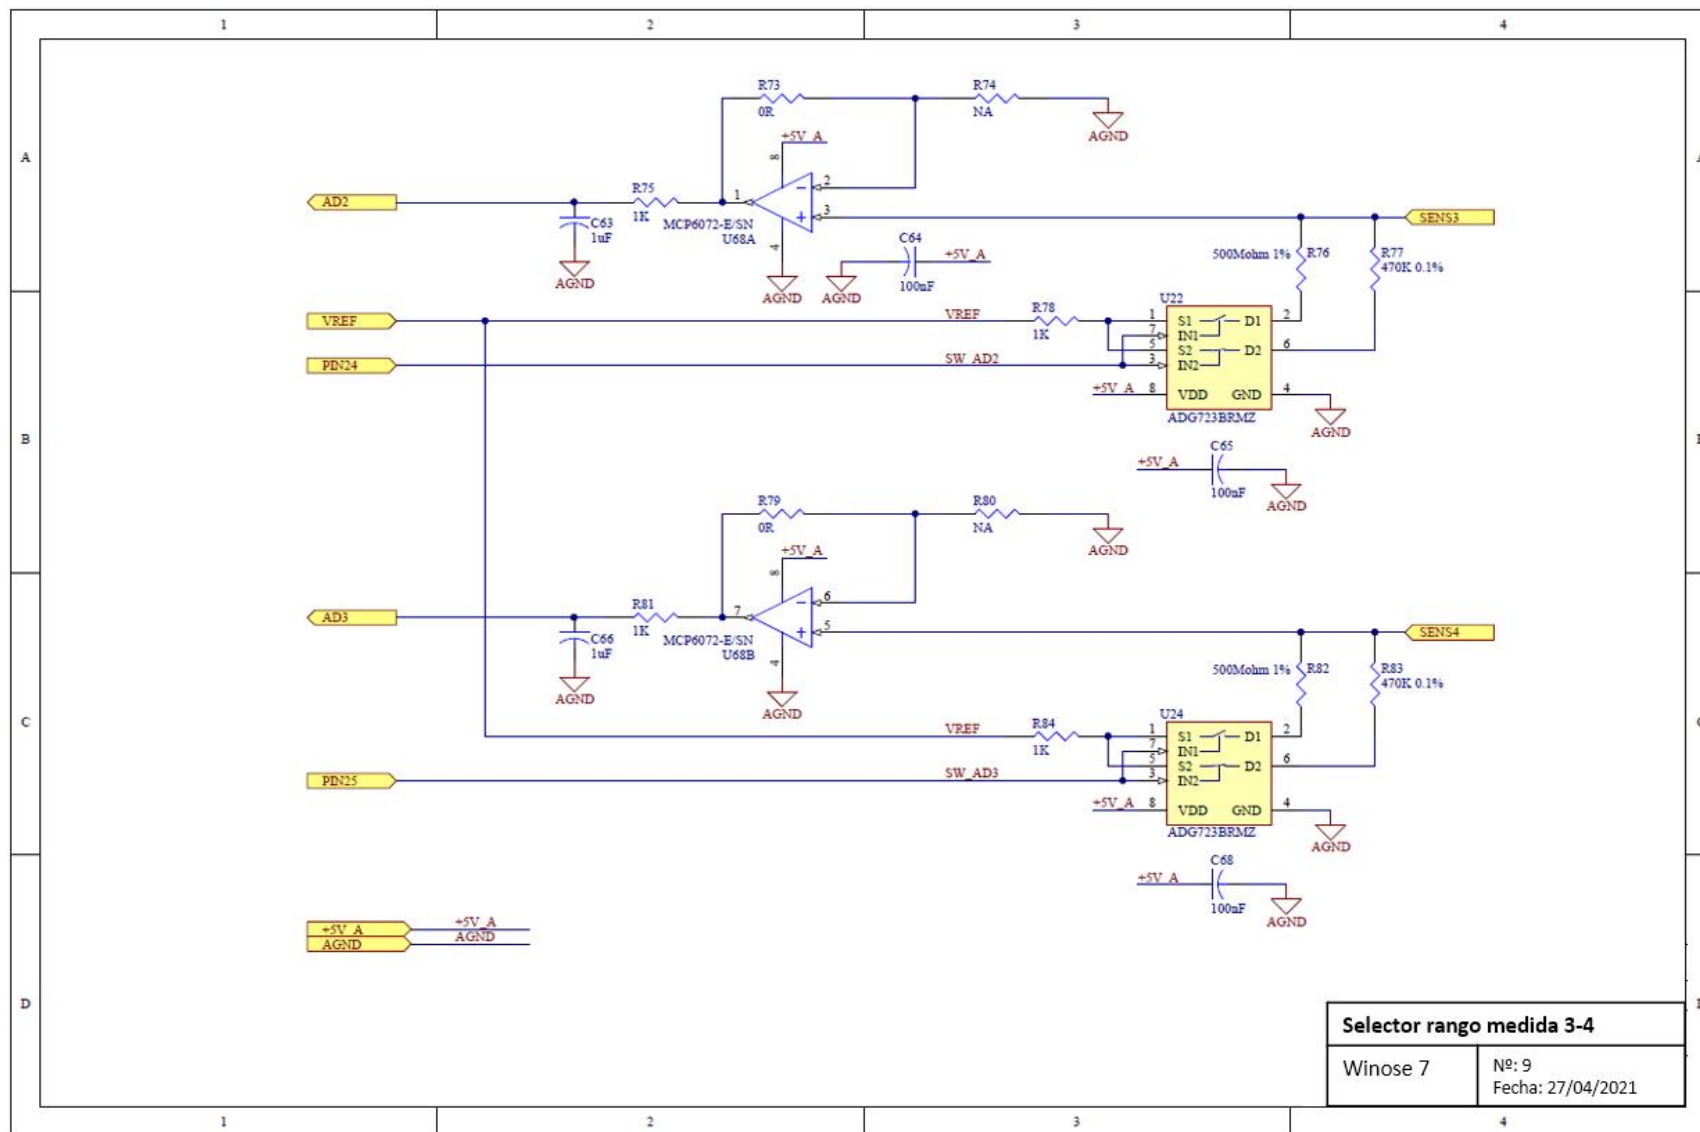 1 2 3 4
R73
0R
R74
NA
+5V_A
AGND
A
8
2
1
3
4
AD2
R75
1K
C63
1uF
MCP6072-E/SN
U68A
SENS3
C64
+5V_A
100nF
AGND
AGND
AGND
500Mohm 1%
R76
R77
470K 0.1%
U22
VREF
VREF
R78
1K
1 S1 D1 2
7 IN1
5 S2 D2 6
3 IN2
PIN24
SW_AD2
+5V_A 8 VDD GND 4
ADG723BRMZ
AGND
B
C65
+5V_A
100nF
AGND
R79
0R
R80
NA
+5V_A
AGND
8
6
7
5
4
AD3
R81
1K
C66
1uF
MCP6072-E/SN
U68B
SENS4
AGND
AGND
500Mohm 1%
R82
R83
470K 0.1%
C
U24
VREF
R84
1K
1 S1 D1 2
7 IN1
5 S2 D2 6
3 IN2
PIN25
SW_AD3
+5V_A 8 VDD GND 4
ADG723BRMZ
AGND
C68
+5V_A
100nF
AGND
+5V_A +5V_A
AGND AGND
D
Selector rango medida 3-4
Winose 7
Nº: 9
Fecha: 27/04/2021
1 2 3 4